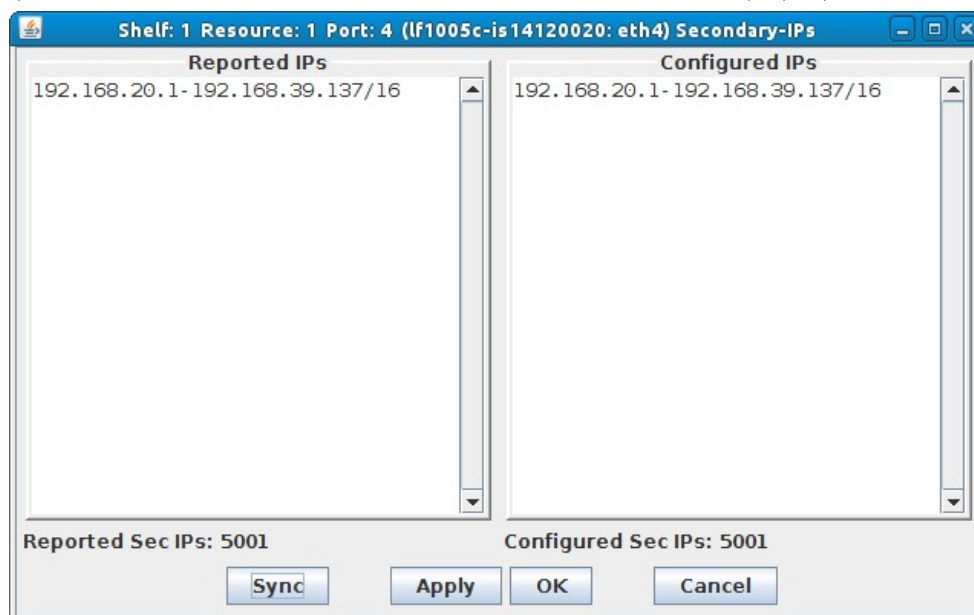 Shelf: 1 Resource: 1 Port: 4 (lf1005c-is14120020: eth4) Secondary-IPs
Reported IPs
192.168.20.1-192.168.39.137/16
Configured IPs
192.168.20.1-192.168.39.137/16
Reported Sec IPs: 5001
Configured Sec IPs: 5001
Sync
Apply
OK
Cancel